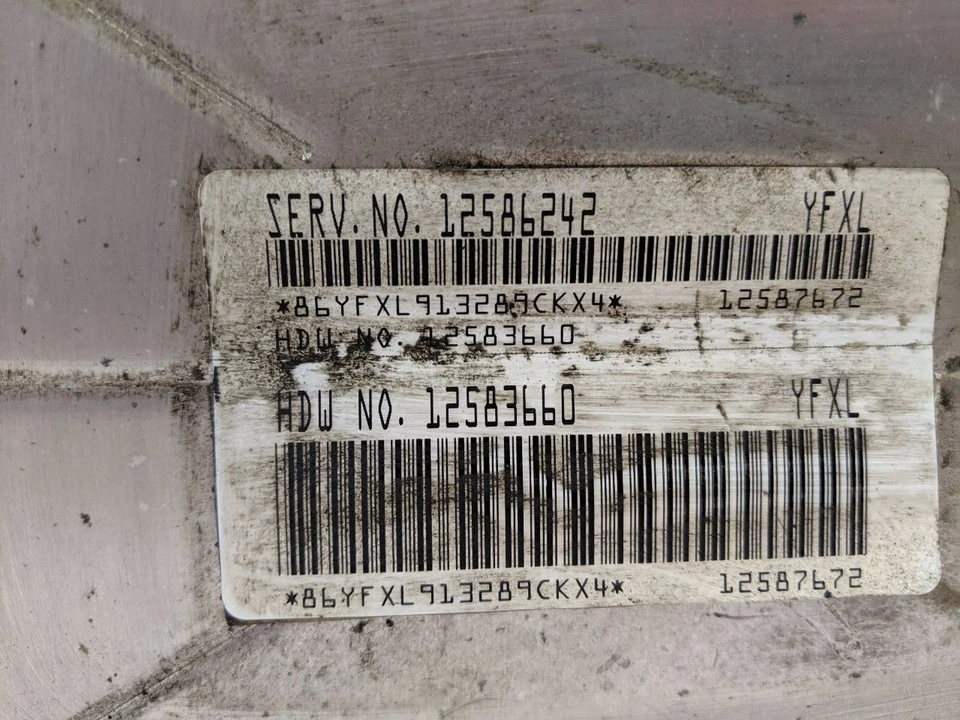 SERV. NO. 12586242 YFXL
*86YFXL913289CKX4* 12587672
HDW NO. 12583660
HDW NO. 12583660 YFXL
*86YFXL913289CKX4* 12587672